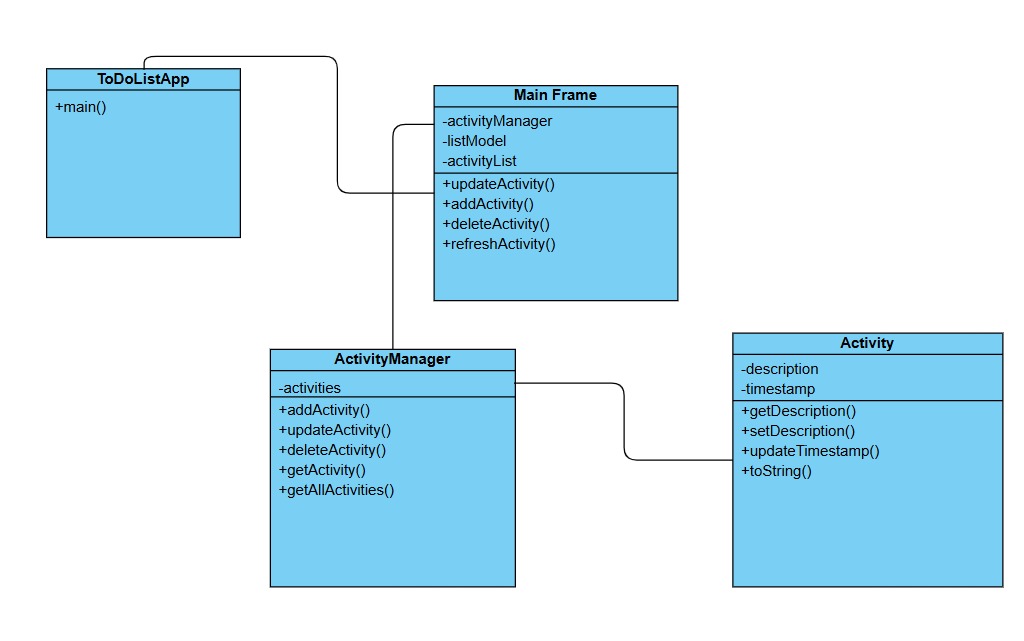 ToDoListApp
+main()
Main Frame
-activityManager
-listModel
-activityList
+updateActivity()
+addActivity()
+deleteActivity()
+refreshActivity()
ActivityManager
-activities
+addActivity()
+updateActivity()
+deleteActivity()
+getActivity()
+getAllActivities()
Activity
-description
-timestamp
+getDescription()
+setDescription()
+updateTimestamp()
+toString()